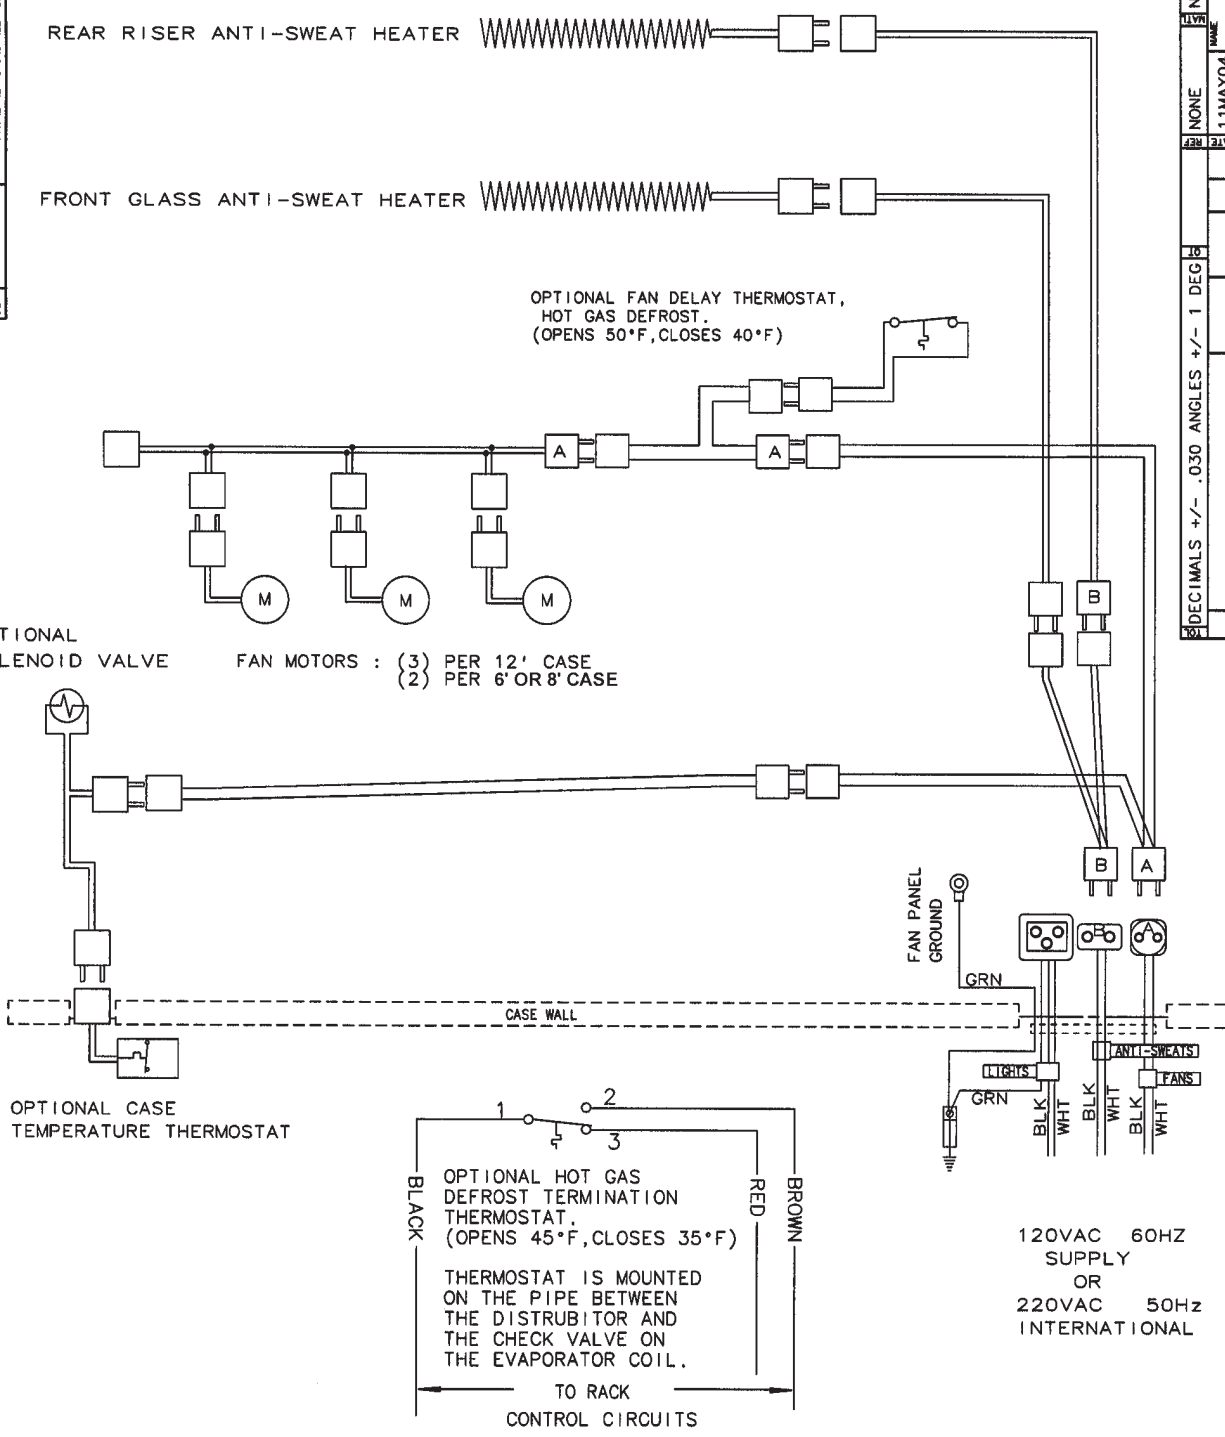 REAR RISER ANTI-SWEAT HEATER
FRONT GLASS ANTI-SWEAT HEATER
OPTIONAL FAN DELAY THERMOSTAT,
HOT GAS DEFROST.
(OPENS 50°F,CLOSES 40°F)
A
A
M
M
M
B
TIONAL
LENOID VALVE
FAN MOTORS : (3) PER 12' CASE
(2) PER 6' OR 8' CASE
B
A
FAN PANEL
GROUND
B
A
GRN
CASE WALL
ANTI-SWEATS
LIGHTS
FANS
GRN
BLK
WHT
BLK
WHT
BLK
WHT
OPTIONAL CASE
TEMPERATURE THERMOSTAT
1
2
3
BLACK
RED
BROWN
OPTIONAL HOT GAS
DEFROST TERMINATION
THERMOSTAT.
(OPENS 45°F,CLOSES 35°F)
THERMOSTAT IS MOUNTED
ON THE PIPE BETWEEN
THE DISTRUBITOR AND
THE CHECK VALVE ON
THE EVAPORATOR COIL.
TO RACK
CONTROL CIRCUITS
120VAC 60HZ
SUPPLY
OR
220VAC 50Hz
INTERNATIONAL
TOL DECIMALS +/- .030 ANGLES +/- 1 DEG
REF NONE
MATL
NAME
11MAY04